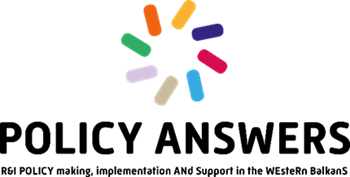 POLICY ANSWERS
R&I POLICY making, implementation ANd Support in the WEsteRn BalkanS